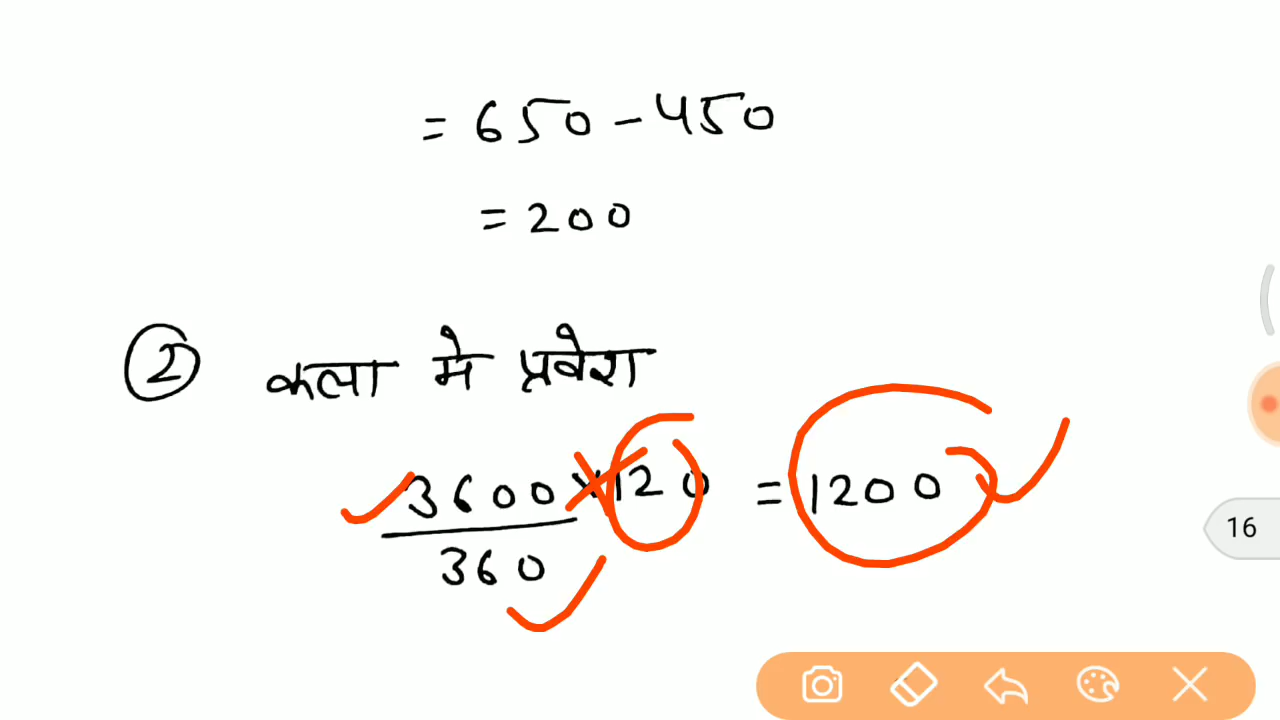 = 650 - 450
= 200
② कला मे प्रवेश
3600 × 120 = 1200
360
16